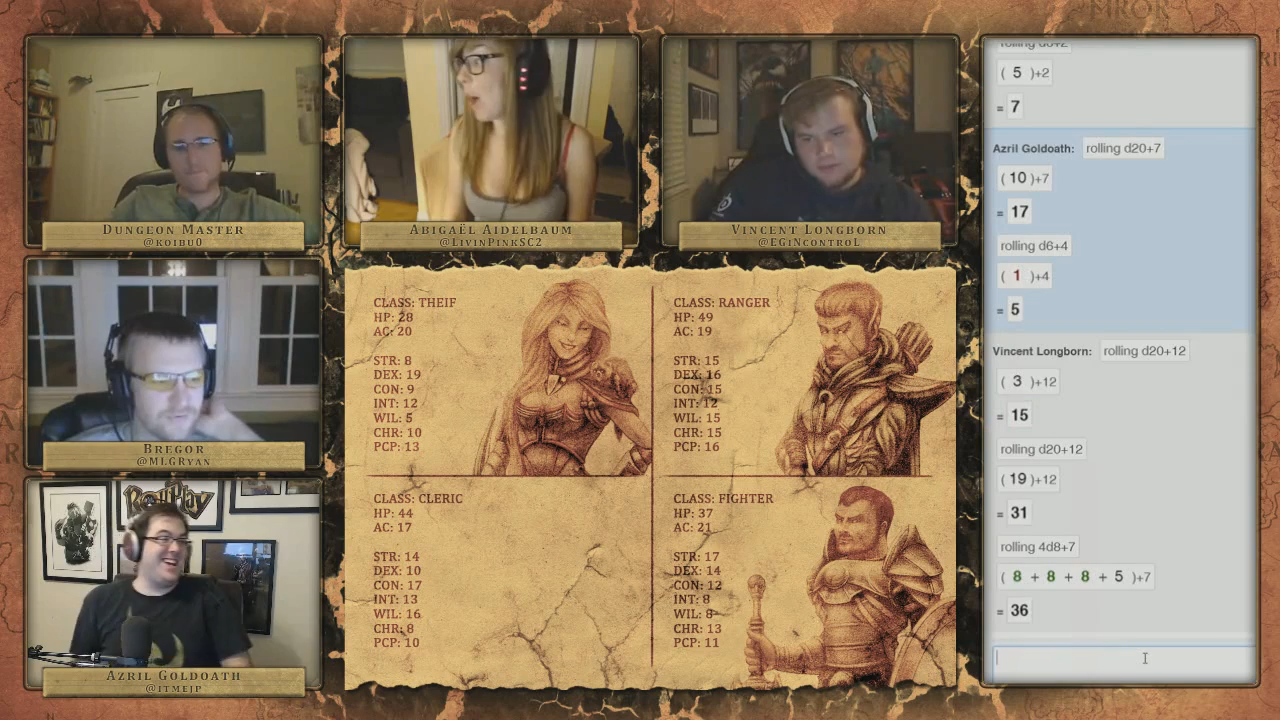 Dungeon Master
@koibu0
Abigaël Aidelbaum
@LivinPinkSC2
Vincent Longborn
@EGINcontroL
Bregor
@MLGRyan
RollPlay
Azril Goldoath
@itmejp
CLASS: THEIF
HP: 28
AC: 20
STR: 8
DEX: 19
CON: 9
INT: 12
WIL: 5
CHR: 10
PCP: 13
CLASS: RANGER
HP: 49
AC: 19
STR: 15
DEX: 16
CON: 15
INT: 12
WIL: 15
CHR: 15
PCP: 16
CLASS: CLERIC
HP: 44
AC: 17
STR: 14
DEX: 10
CON: 17
INT: 13
WIL: 16
CHR: 8
PCP: 10
CLASS: FIGHTER
HP: 37
AC: 21
STR: 17
DEX: 14
CON: 12
INT: 8
WIL: 8
CHR: 13
PCP: 11
rolling d6+2
( 5 )+2
= 7
Azril Goldoath: rolling d20+7
( 10 )+7
= 17
rolling d6+4
( 1 )+4
= 5
Vincent Longborn: rolling d20+12
( 3 )+12
= 15
rolling d20+12
( 19 )+12
= 31
rolling 4d8+7
( 8 + 8 + 8 + 5 )+7
= 36